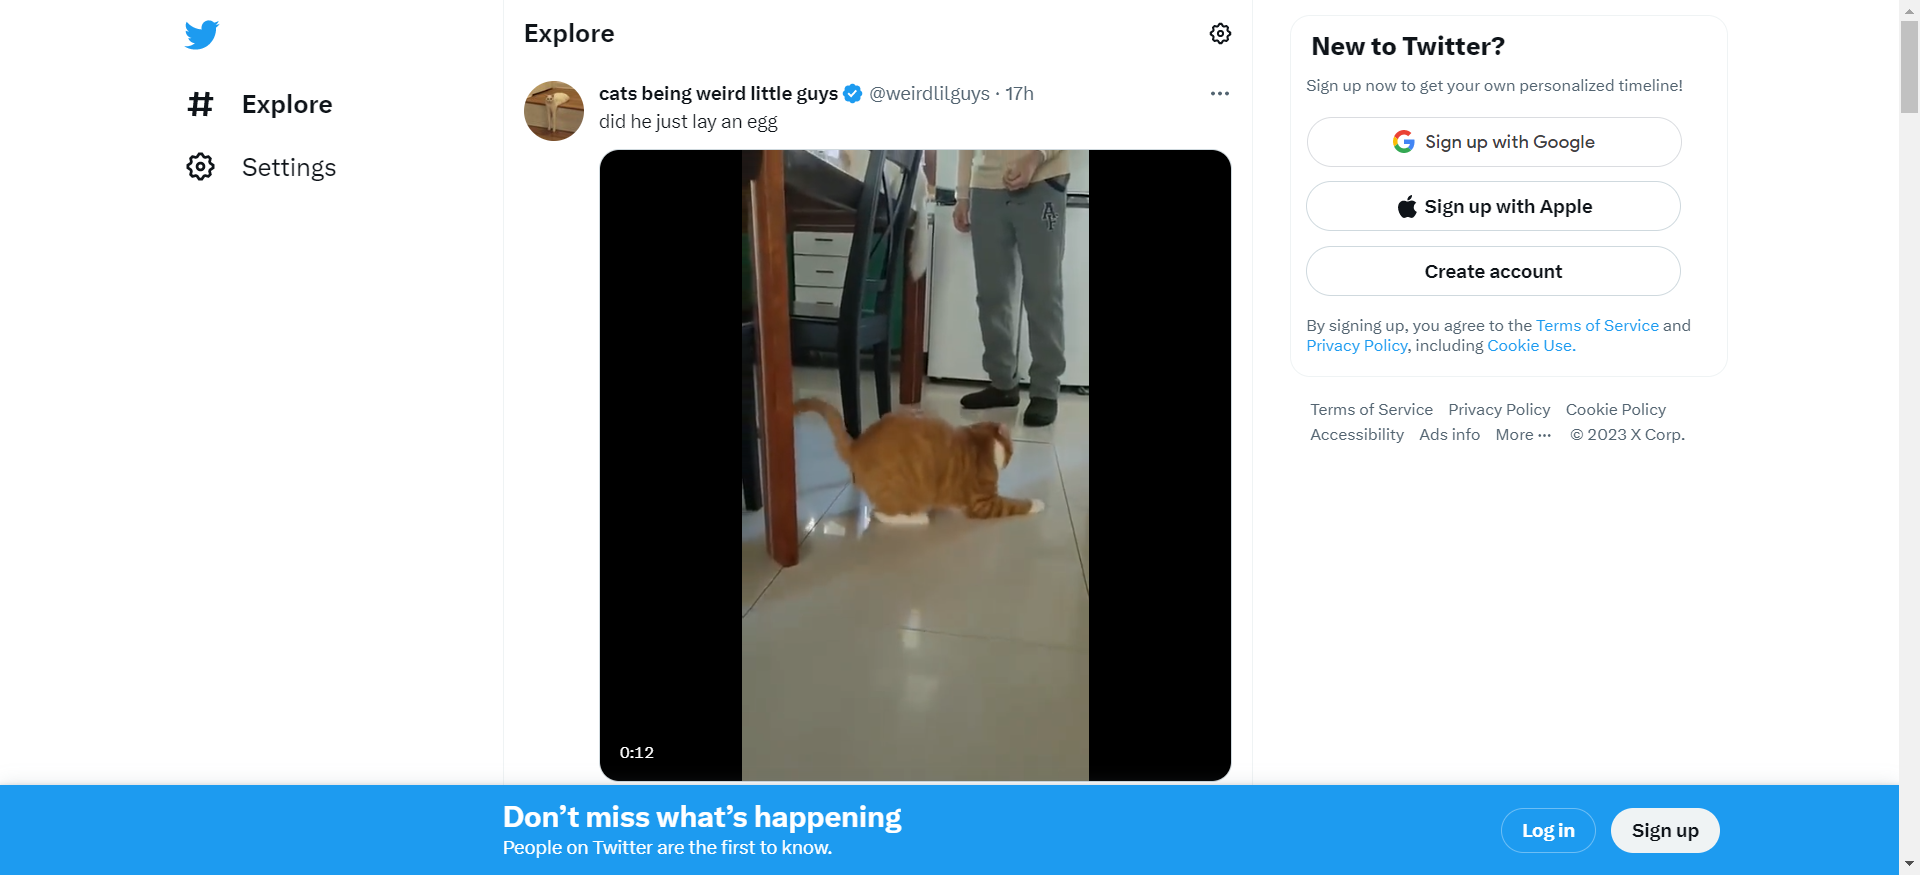 Explore
Settings
Explore
cats being weird little guys @weirdlilguys · 17h
did he just lay an egg
AF
0:12
New to Twitter?
Sign up now to get your own personalized timeline!
Sign up with Google
Sign up with Apple
Create account
By signing up, you agree to the Terms of Service and
Privacy Policy, including Cookie Use.
Terms of Service Privacy Policy Cookie Policy
Accessibility Ads info More ··· © 2023 X Corp.
Don’t miss what’s happening
People on Twitter are the first to know.
Log in
Sign up